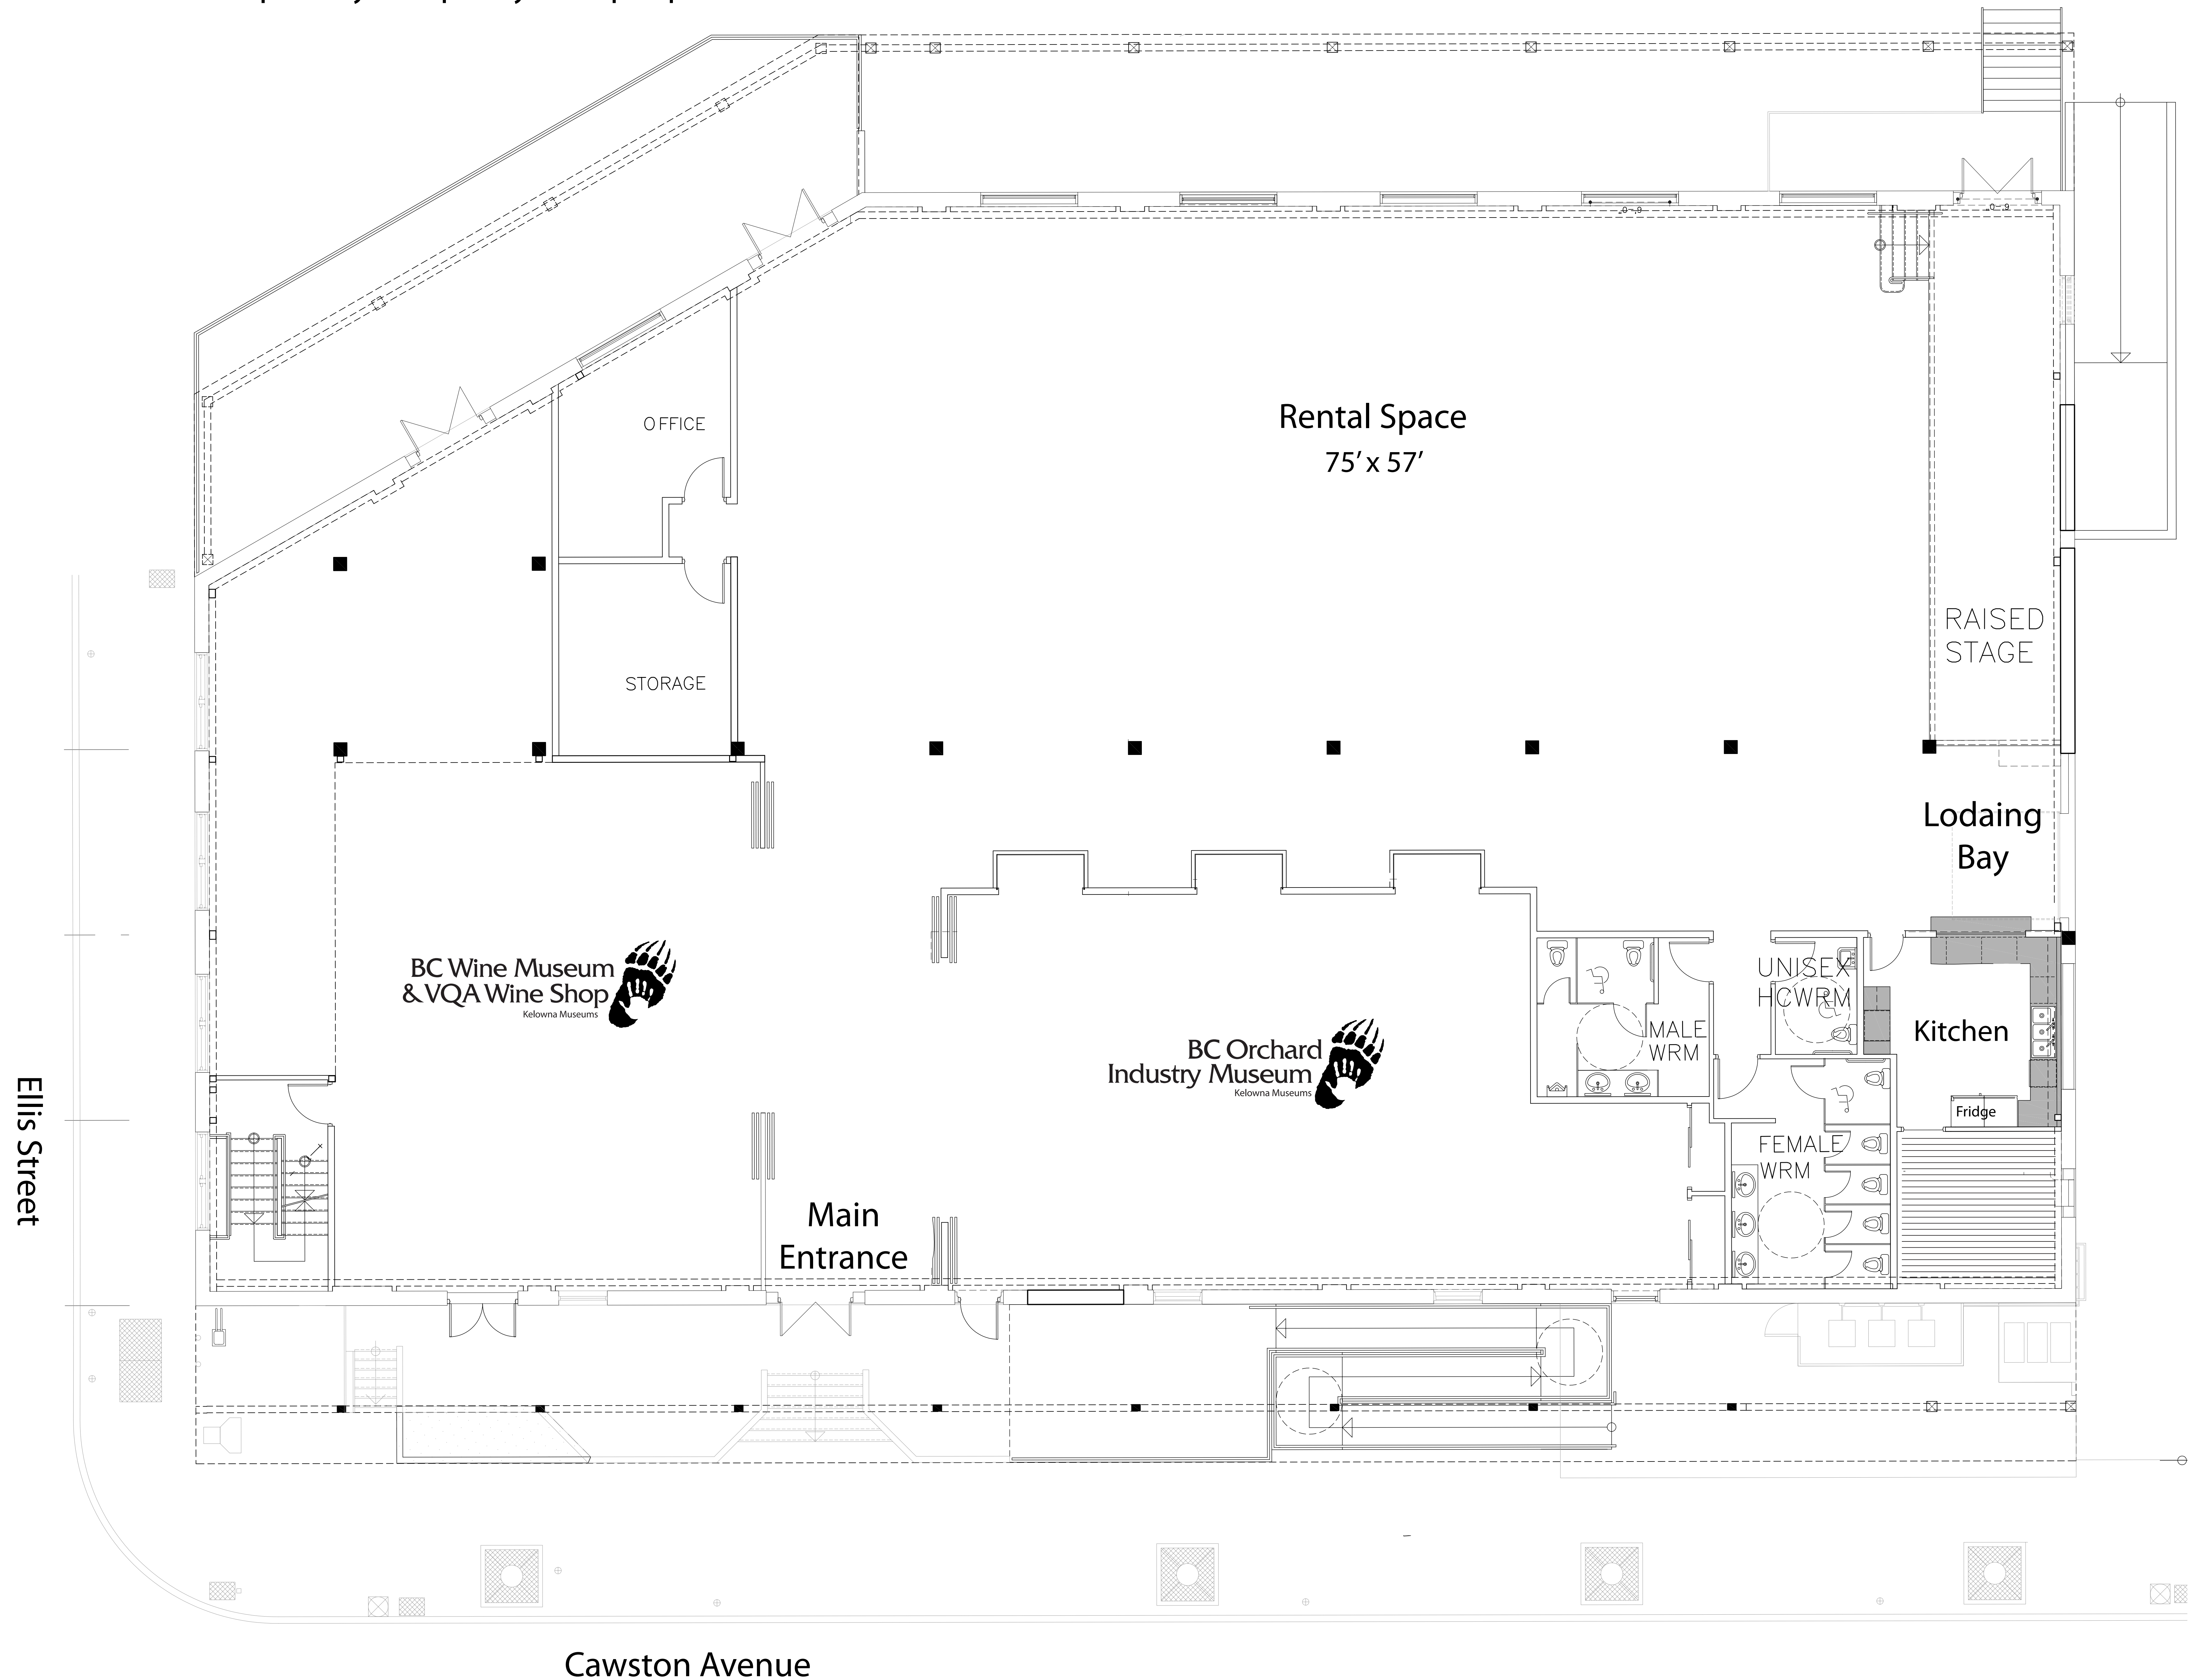 OFFICE
Rental Space
75’ x 57’
RAISED
STAGE
STORAGE
Lodaing
Bay
BC Wine Museum
& VQA Wine Shop
Kelowna Museums
BC Orchard
Industry Museum
Kelowna Museums
MALE
WRM
UNISEX
HCWRM
Kitchen
Fridge
FEMALE
WRM
Main
Entrance
Ellis Street
Cawston Avenue